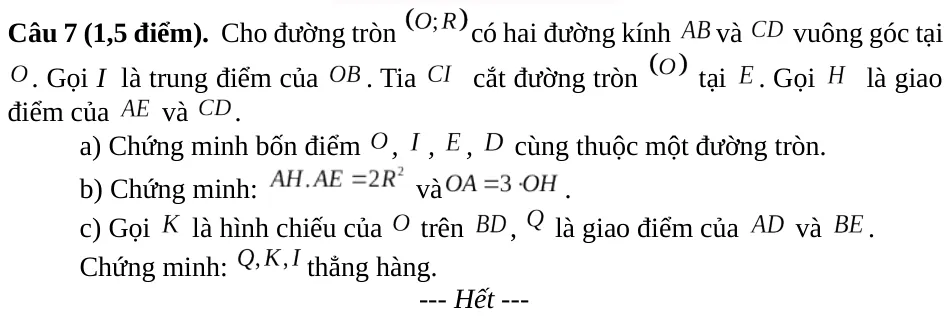 Câu 7 (1,5 điểm). Cho đường tròn (O;R) có hai đường kính AB và CD vuông góc tại
O. Gọi I là trung điểm của OB. Tia CI cắt đường tròn (O) tại E. Gọi H là giao
điểm của AE và CD.
a) Chứng minh bốn điểm O, I, E, D cùng thuộc một đường tròn.
b) Chứng minh: AH.AE =2R² và OA =3·OH.
c) Gọi K là hình chiếu của O trên BD, Q là giao điểm của AD và BE.
Chứng minh: Q,K,I thẳng hàng.
--- Hết ---